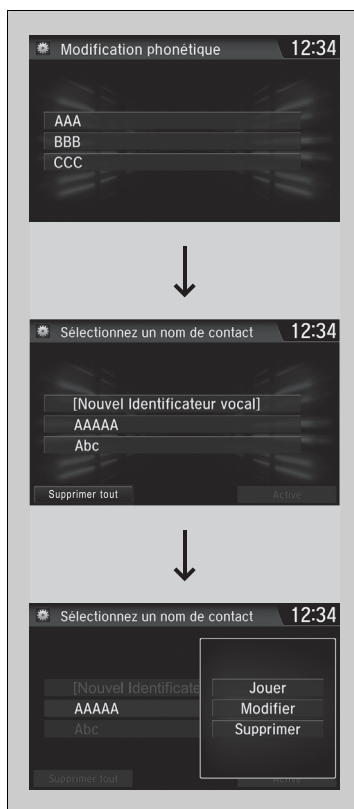 Modification phonétique 12:34
AAA
BBB
CCC
Sélectionnez un nom de contact 12:34
[Nouvel Identificateur vocal]
AAAAA
Abc
Supprimer tout Active
Sélectionnez un nom de contact 12:34
[Nouvel Identificate
Jouer
AAAAA Modifier
Abc Supprimer
Supprimer tout Active